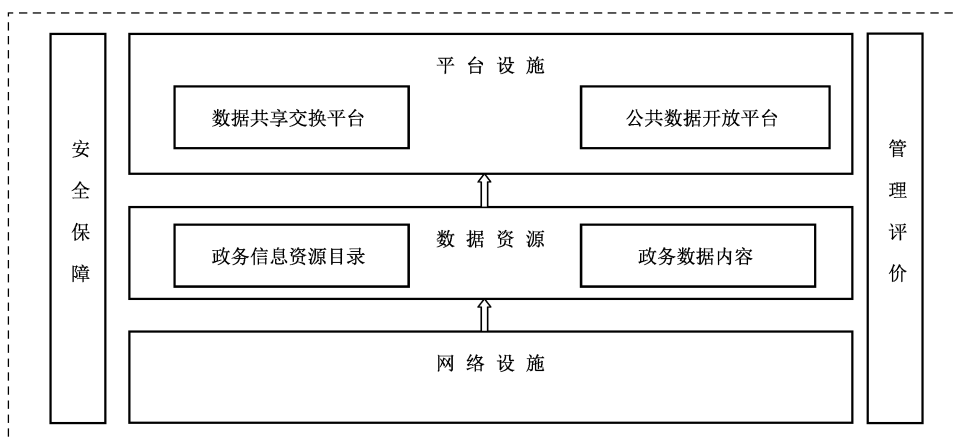 安全保障
平台设施
数据共享交换平台
公共数据开放平台
数据资源
政务信息资源目录
政务数据内容
网络设施
管理评价